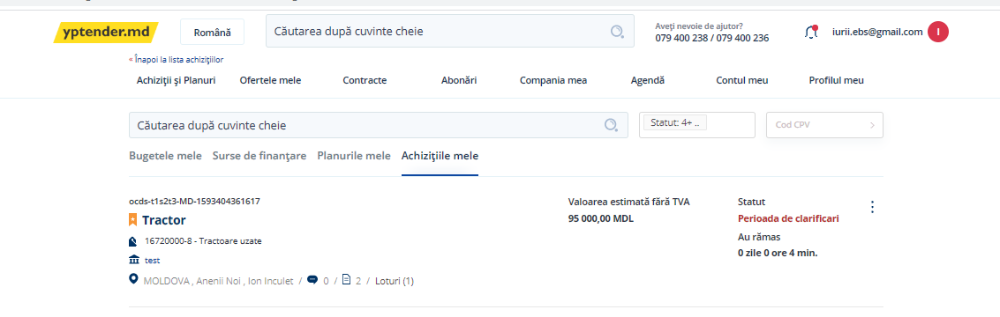 yptender.md
Română
Căutarea după cuvinte cheie
Aveți nevoie de ajutor?
079 400 238 / 079 400 236
iurii.ebs@gmail.com
I
« Înapoi la lista achizițiilor
Achiziții și Planuri
Ofertele mele
Contracte
Abonări
Compania mea
Agendă
Contul meu
Profilul meu
Căutarea după cuvinte cheie
Statut: 4+ ..
Cod CPV
Bugetele mele
Surse de finanțare
Planurile mele
Achizițiile mele
ocds-t1s2t3-MD-1593404361617
Tractor
16720000-8 - Tractoare uzate
test
MOLDOVA , Anenii Noi , Ion Inculet / 0 / 2 / Loturi (1)
Valoarea estimată fără TVA
95 000,00 MDL
Statut
Perioada de clarificari
Au rămas
0 zile 0 ore 4 min.